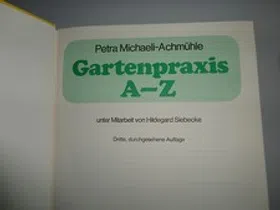 Petra Michaeli-Achmühle
Gartenpraxis
A–Z
unter Mitarbeit von Hildegard Siebecke
Dritte, durchgesehene Auflage